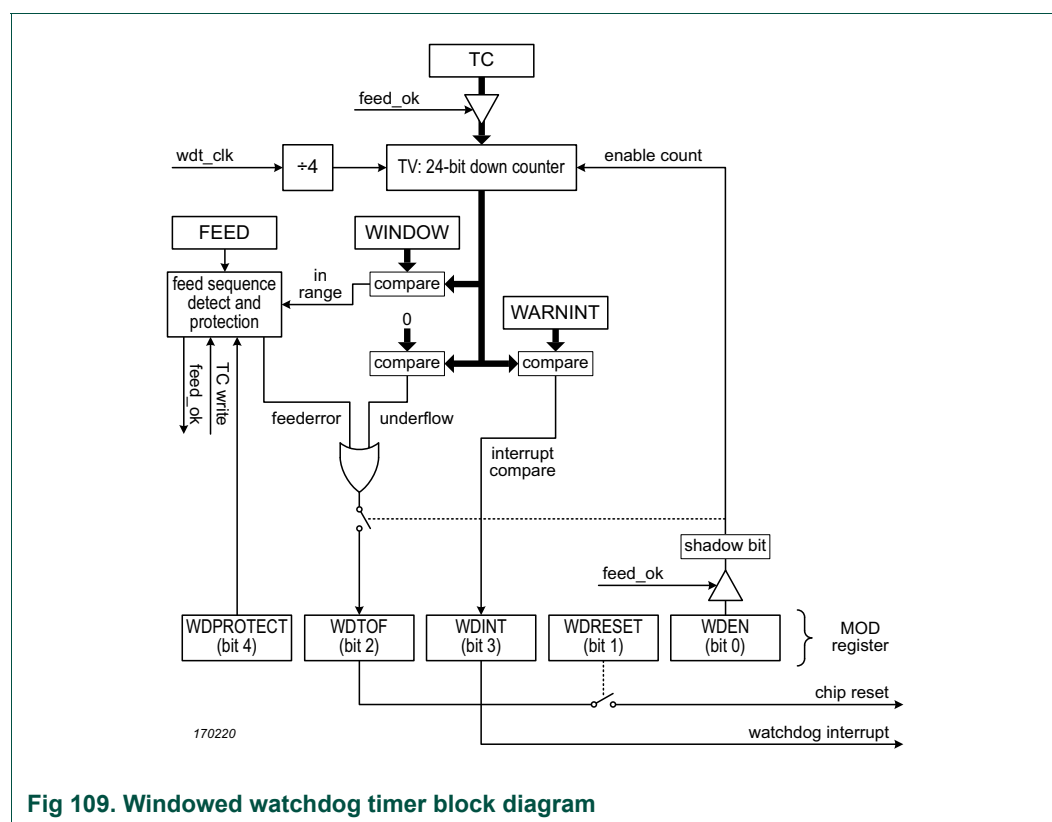 TC
feed_ok
wdt_clk
÷4
TV: 24-bit down counter
enable count
FEED
WINDOW
feed sequence
detect and
protection
in
range
compare
WARNINT
0
compare
compare
feed_ok
TC write
feederror
underflow
interrupt
compare
shadow bit
feed_ok
WDPROTECT
(bit 4)
WDTOF
(bit 2)
WDINT
(bit 3)
WDRESET
(bit 1)
WDEN
(bit 0)
MOD
register
chip reset
watchdog interrupt
170220
Fig 109. Windowed watchdog timer block diagram